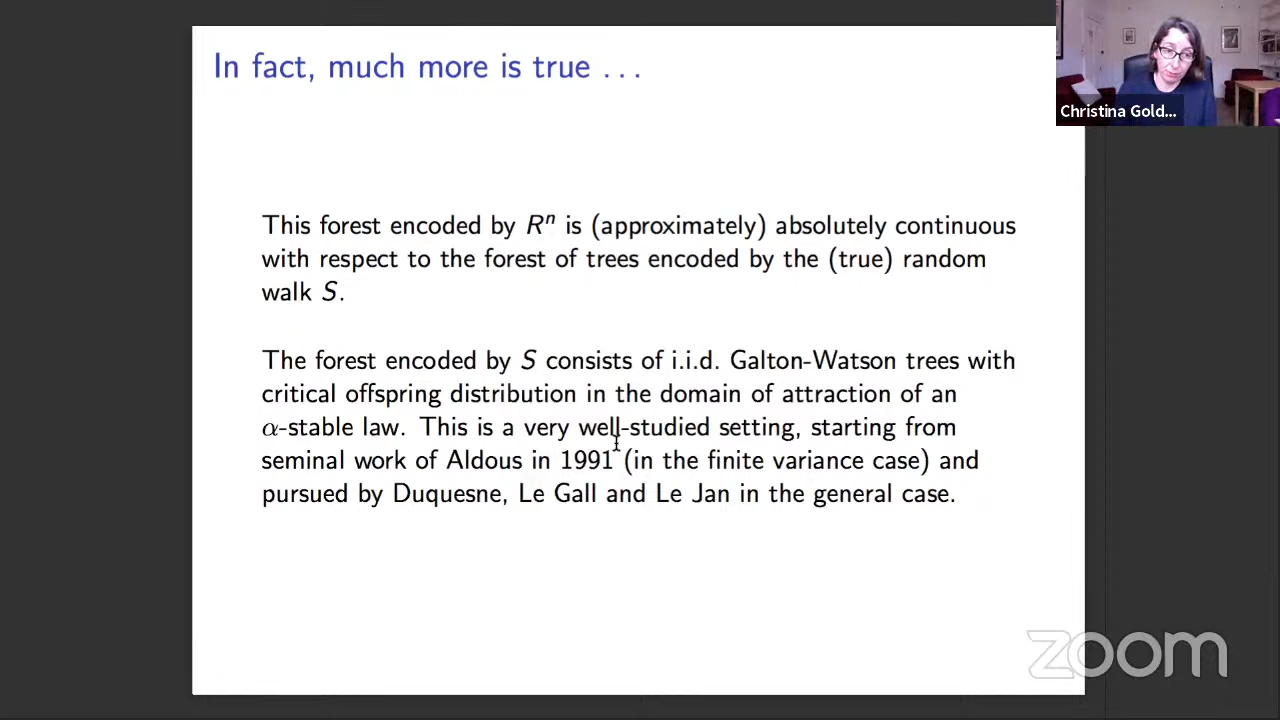 In fact, much more is true . . .
Christina Gold...
This forest encoded by Rⁿ is (approximately) absolutely continuous
with respect to the forest of trees encoded by the (true) random
walk S.
The forest encoded by S consists of i.i.d. Galton-Watson trees with
critical offspring distribution in the domain of attraction of an
α-stable law. This is a very well-studied setting, starting from
seminal work of Aldous in 1991 (in the finite variance case) and
pursued by Duquesne, Le Gall and Le Jan in the general case.
zoom